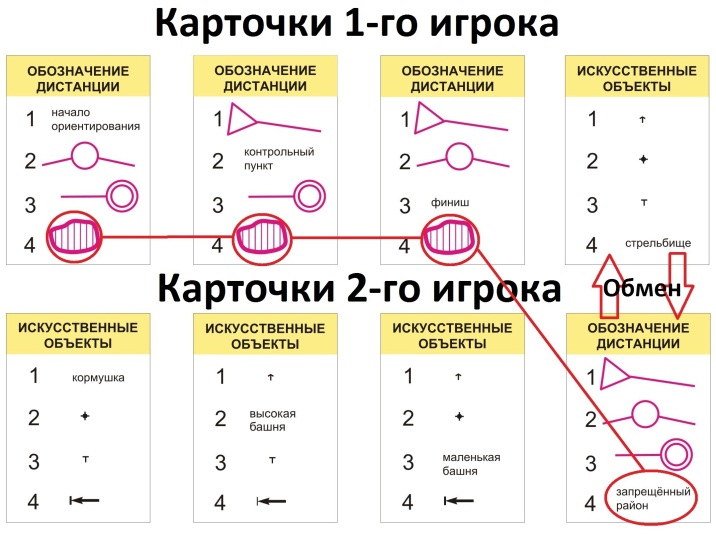 Карточки 1-го игрока
ОБОЗНАЧЕНИЕ
ДИСТАНЦИИ
1 начало
ориентирования
2
3
4
ОБОЗНАЧЕНИЕ
ДИСТАНЦИИ
1
2 контрольный
пункт
3
4
ОБОЗНАЧЕНИЕ
ДИСТАНЦИИ
1
2
3 финиш
4
ИСКУССТВЕННЫЕ
ОБЪЕКТЫ
1
2
3
4 стрельбище
Карточки 2-го игрока
Обмен
ИСКУССТВЕННЫЕ
ОБЪЕКТЫ
1 кормушка
2
3
4
ИСКУССТВЕННЫЕ
ОБЪЕКТЫ
1
2 высокая
башня
3
4
ИСКУССТВЕННЫЕ
ОБЪЕКТЫ
1
2
3 маленькая
башня
4
ОБОЗНАЧЕНИЕ
ДИСТАНЦИИ
1
2
3
4 запрещённый
район